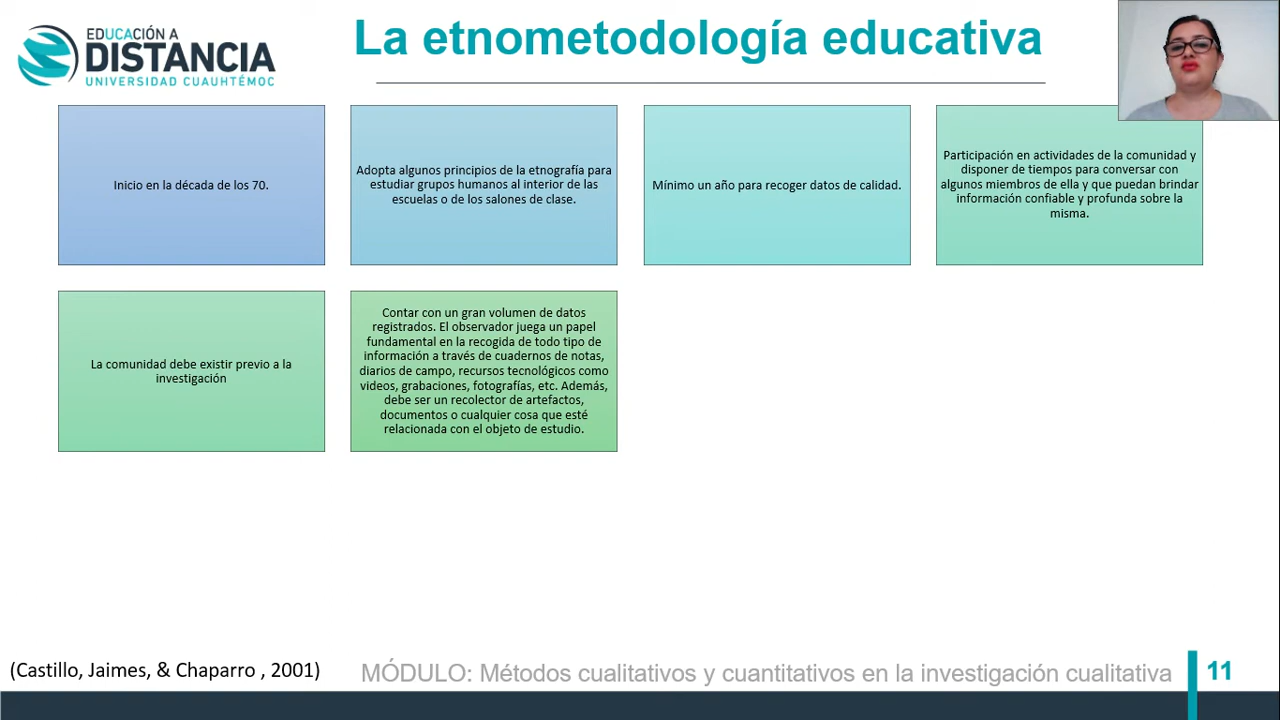 EDUCACIÓN A
DISTANCIA
UNIVERSIDAD CUAUHTÉMOC
La etnometodología educativa
Inicio en la década de los 70.
Adopta algunos principios de la etnografía para
estudiar grupos humanos al interior de las
escuelas o de los salones de clase.
Mínimo un año para recoger datos de calidad.
Participación en actividades de la comunidad y
disponer de tiempos para conversar con
algunos miembros de ella y que puedan brindar
información confiable y profunda sobre la
misma.
La comunidad debe existir previo a la
investigación
Contar con un gran volumen de datos
registrados. El observador juega un papel
fundamental en la recogida de todo tipo de
información a través de cuadernos de notas,
diarios de campo, recursos tecnológicos como
videos, grabaciones, fotografías, etc. Además,
debe ser un recolector de artefactos,
documentos o cualquier cosa que esté
relacionada con el objeto de estudio.
(Castillo, Jaimes, & Chaparro , 2001)
MÓDULO: Métodos cualitativos y cuantitativos en la investigación cualitativa
11